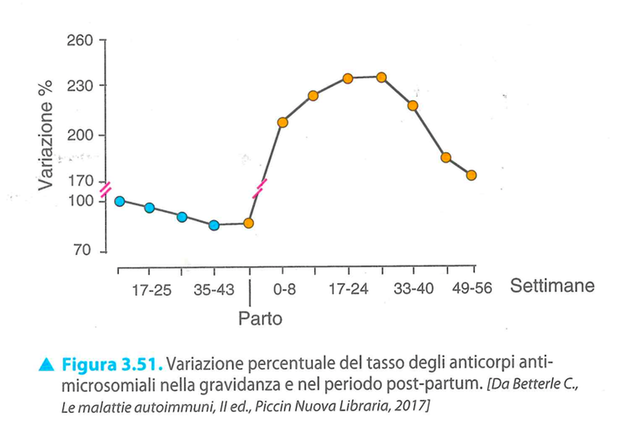 260
230
200
170
100
70
Variazione %
17-25 35-43 0-8 17-24 33-40 49-56 Settimane
Parto
Figura 3.51. Variazione percentuale del tasso degli anticorpi anti-
microsomiali nella gravidanza e nel periodo post-partum. [Da Betterle C.,
Le malattie autoimmuni, II ed., Piccin Nuova Libraria, 2017]